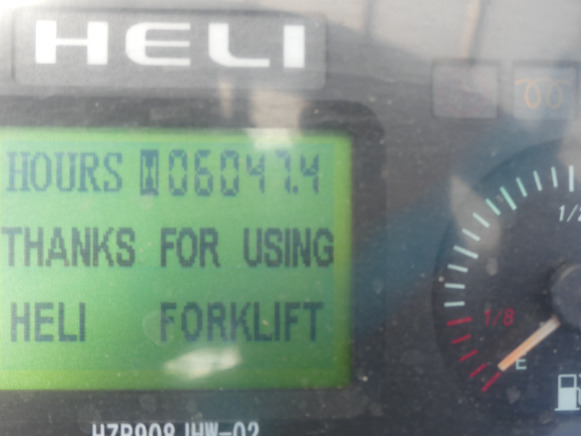 HELI
HOURS 06047.4
THANKS FOR USING
HELI FORKLIFT
1/2
1/8
E